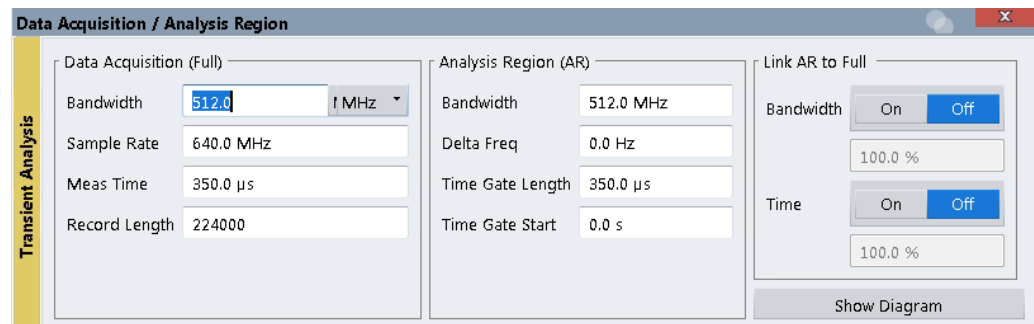 Data Acquisition / Analysis Region
X
Transient Analysis
Data Acquisition (Full)
Bandwidth 512.0 MHz
Sample Rate 640.0 MHz
Meas Time 350.0 µs
Record Length 224000
Analysis Region (AR)
Bandwidth 512.0 MHz
Delta Freq 0.0 Hz
Time Gate Length 350.0 µs
Time Gate Start 0.0 s
Link AR to Full
Bandwidth On Off
100.0 %
Time On Off
100.0 %
Show Diagram